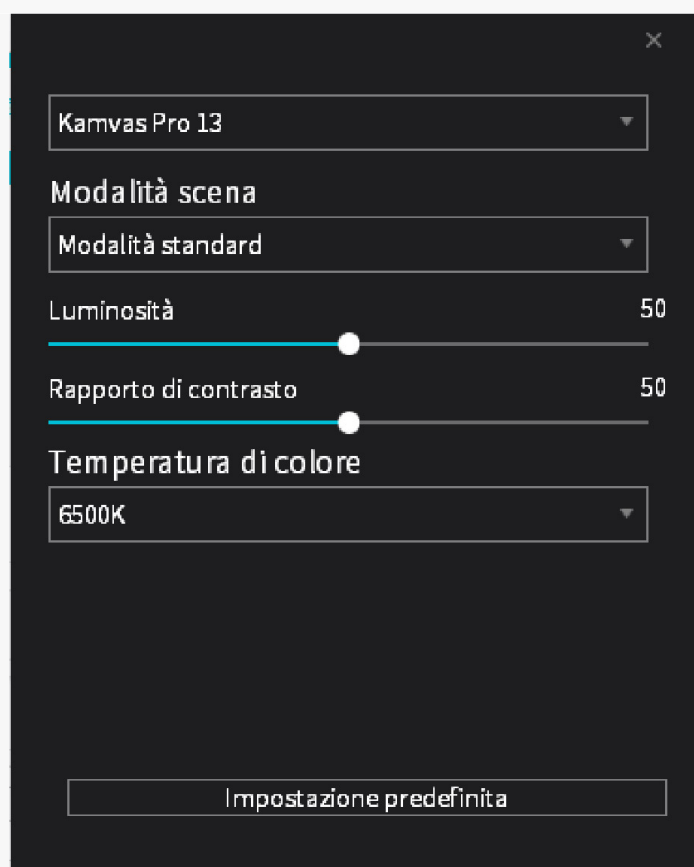 Kamvas Pro 13
Modalità scena
Modalità standard
Luminosità 50
Rapporto di contrasto 50
Temperatura di colore
6500K
Impostazione predefinita